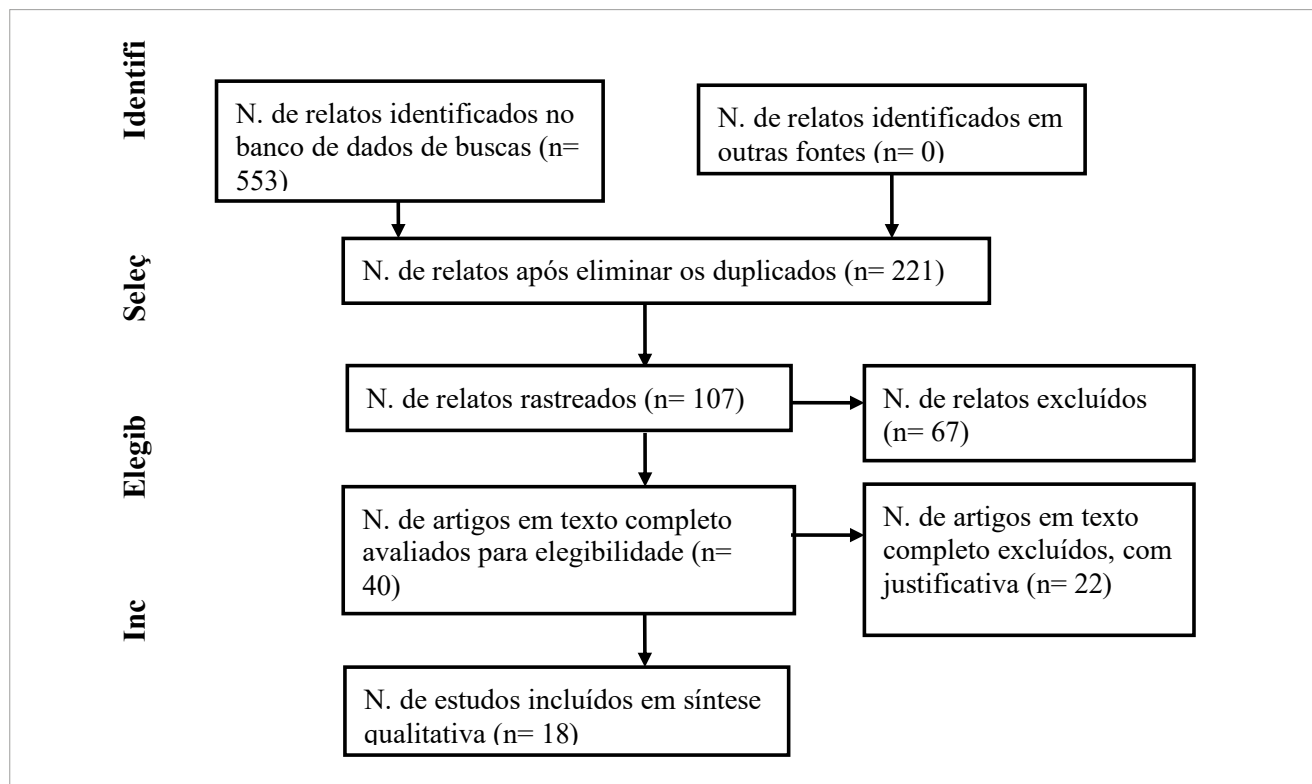 Identifi
N. de relatos identificados no
banco de dados de buscas (n=
553)
N. de relatos identificados em
outras fontes (n= 0)
Seleç
N. de relatos após eliminar os duplicados (n= 221)
N. de relatos rastreados (n= 107)
N. de relatos excluídos
(n= 67)
Elegib
N. de artigos em texto completo
avaliados para elegibilidade (n=
40)
N. de artigos em texto
completo excluídos, com
justificativa (n= 22)
Inc
N. de estudos incluídos em síntese
qualitativa (n= 18)